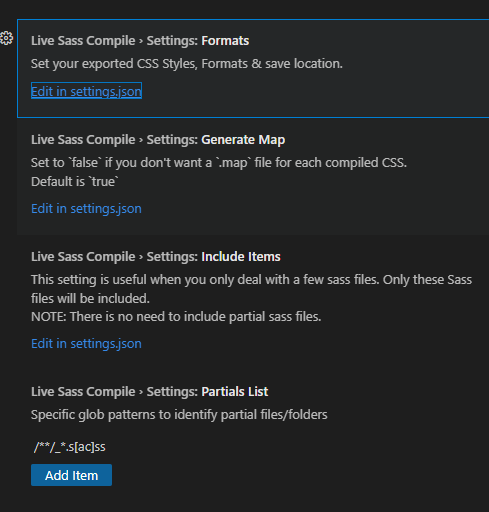 Live Sass Compile › Settings: Formats
Set your exported CSS Styles, Formats & save location.
Edit in settings.json
Live Sass Compile › Settings: Generate Map
Set to `false` if you don't want a `.map` file for each compiled CSS.
Default is `true`
Edit in settings.json
Live Sass Compile › Settings: Include Items
This setting is useful when you only deal with a few sass files. Only these Sass
files will be included.
NOTE: There is no need to include partial sass files.
Edit in settings.json
Live Sass Compile › Settings: Partials List
Specific glob patterns to identify partial files/folders
/**/_*.s[ac]ss
Add Item